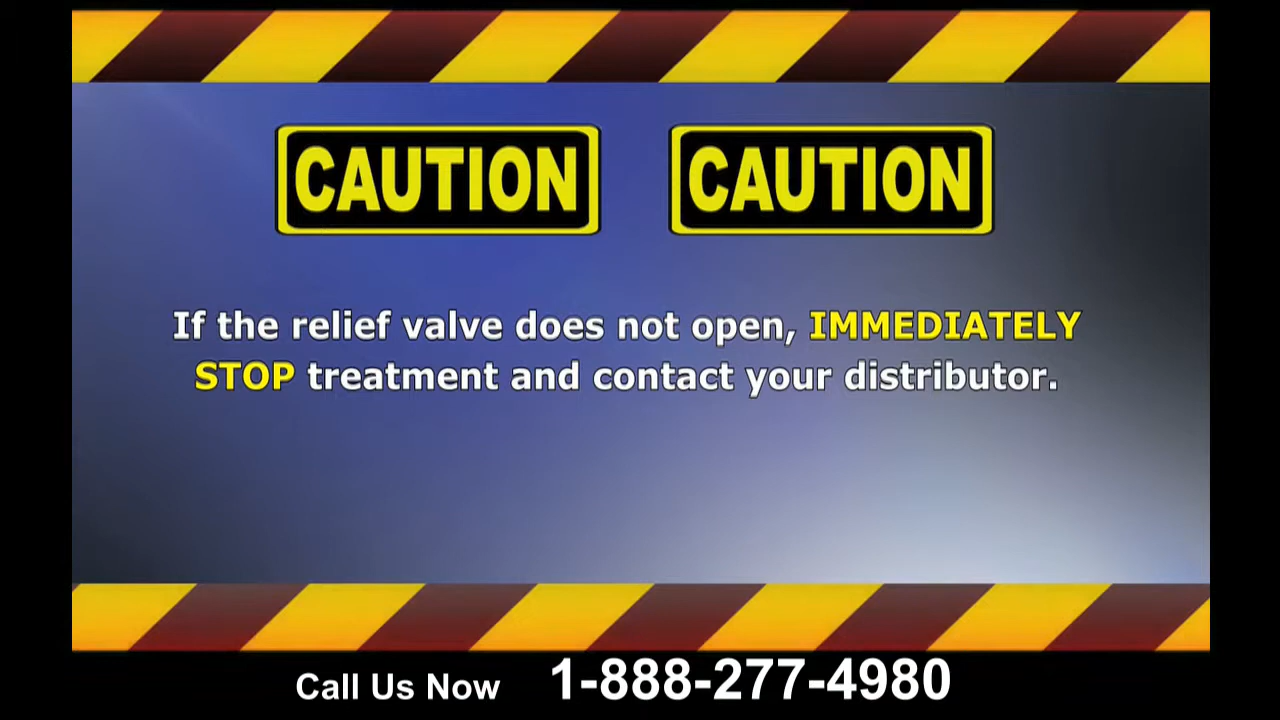 CAUTION CAUTION
If the relief valve does not open, IMMEDIATELY
STOP treatment and contact your distributor.
Call Us Now 1-888-277-4980